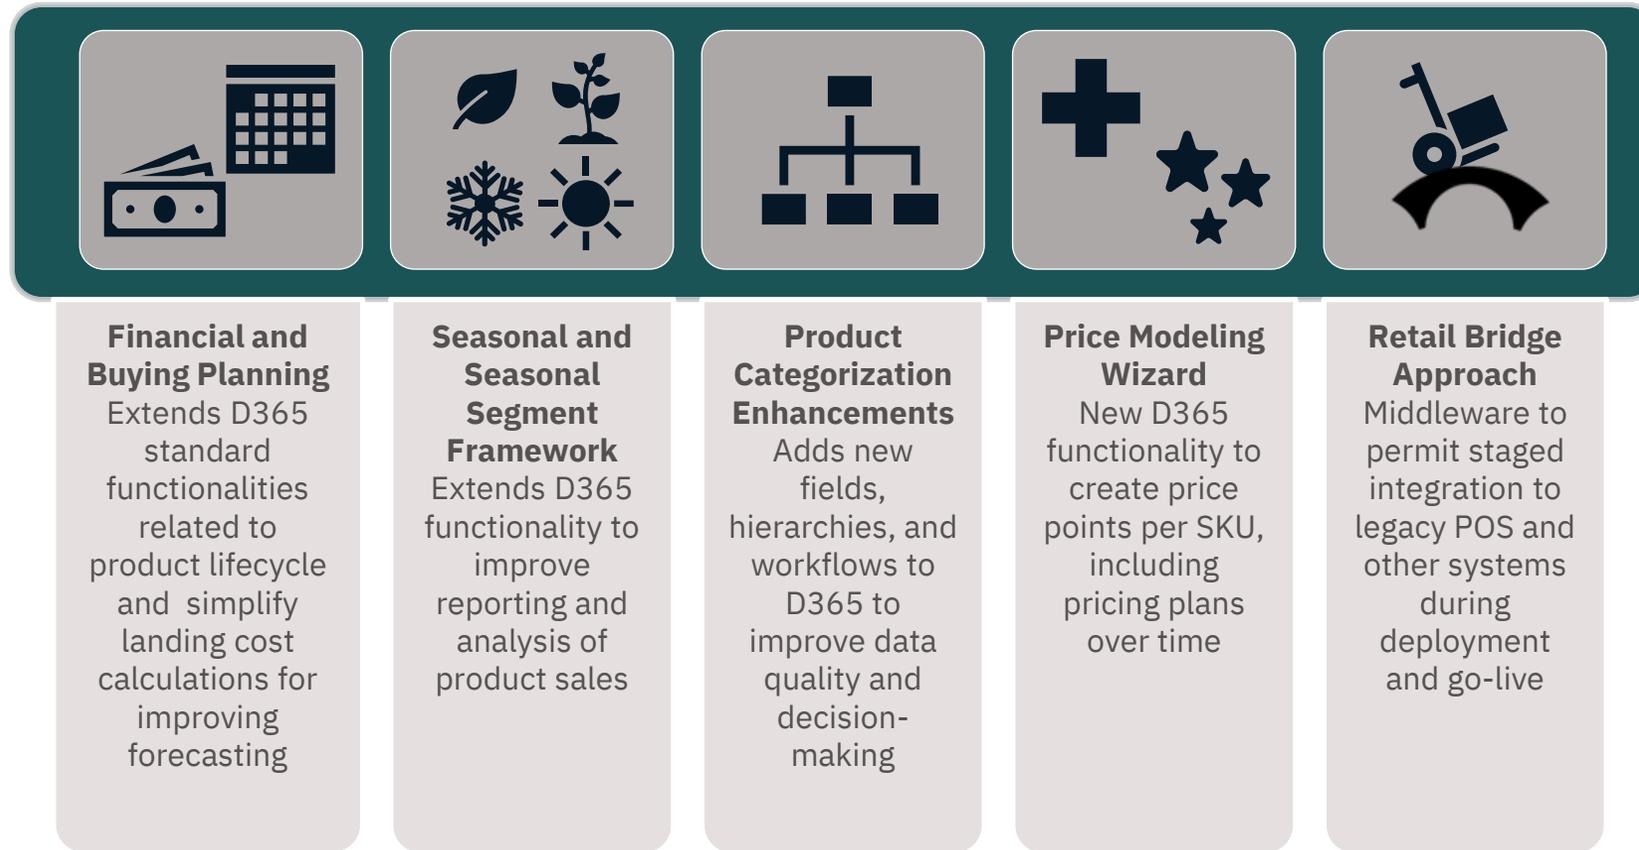 Financial and
Buying Planning
Extends D365
standard
functionalities
related to
product lifecycle
and  simplify
landing cost
calculations for
improving
forecasting
Seasonal and
Seasonal
Segment
Framework
Extends D365
functionality to
improve
reporting and
analysis of
product sales
Product
Categorization
Enhancements
Adds new
fields,
hierarchies, and
workflows to
D365 to
improve data
quality and
decision-
making
Price Modeling
Wizard
New D365
functionality to
create price
points per SKU,
including
pricing plans
over time
Retail Bridge
Approach
Middleware to
permit staged
integration to
legacy POS and
other systems
during
deployment
and go-live